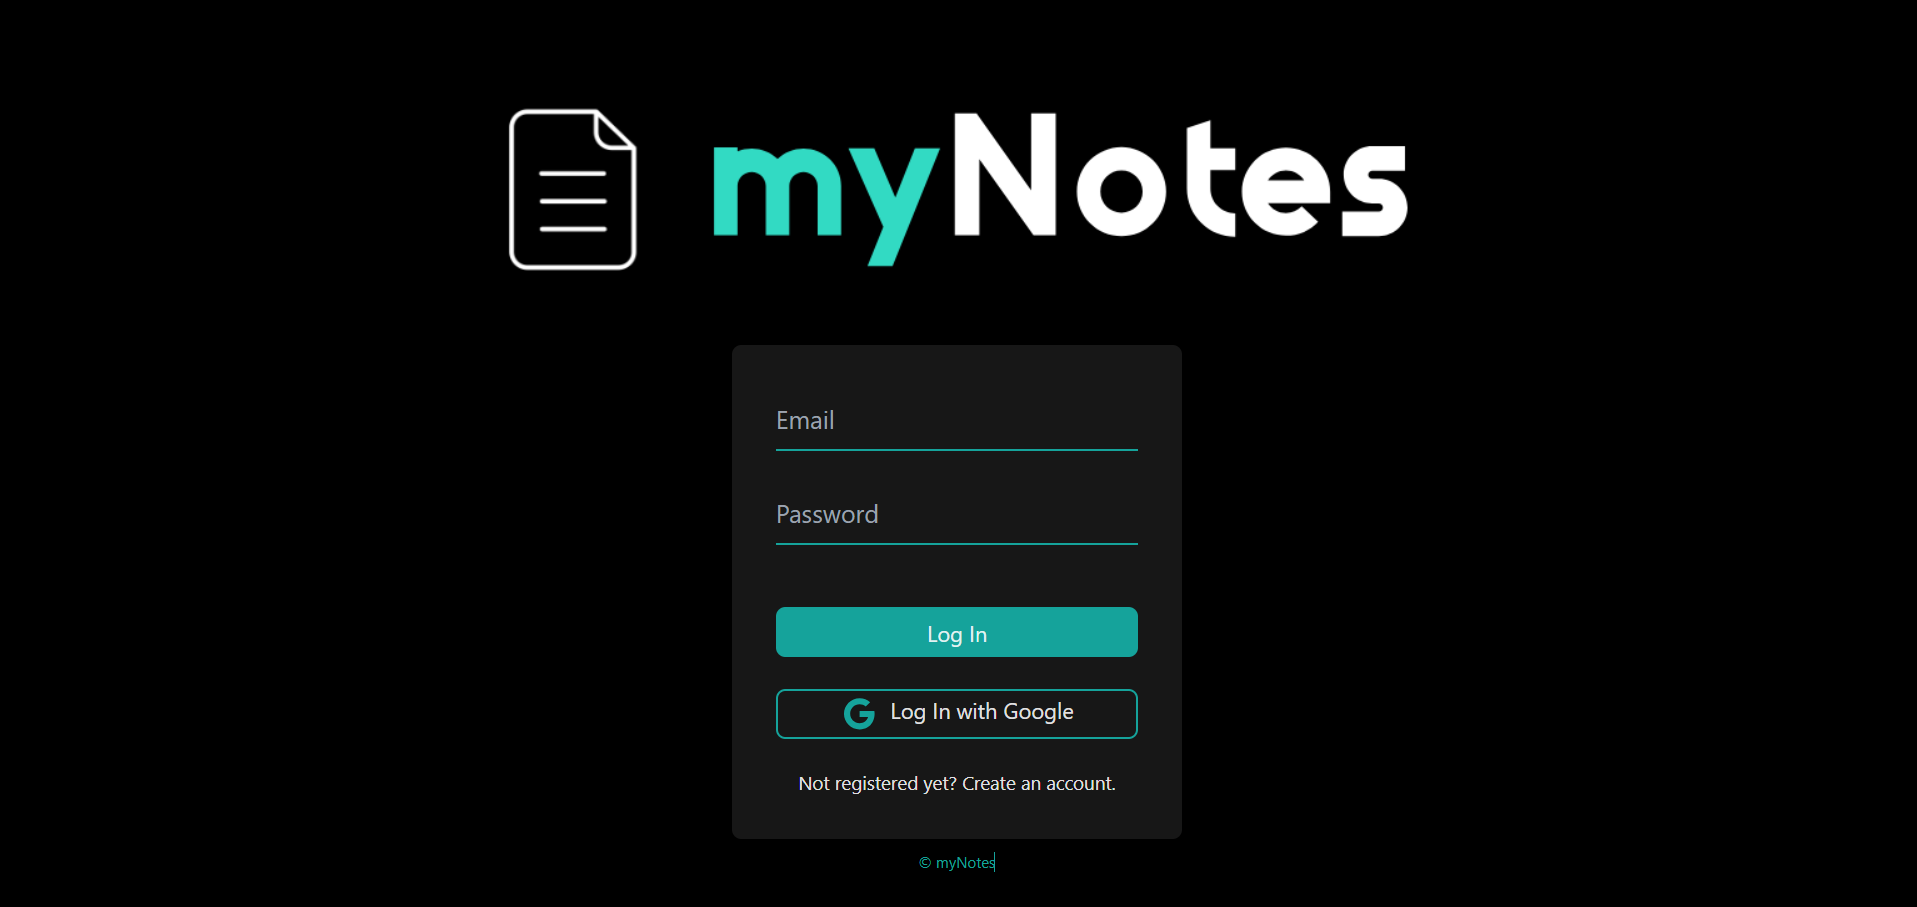 myNotes
Email
Password
Log In
Log In with Google
Not registered yet? Create an account.
© myNotes